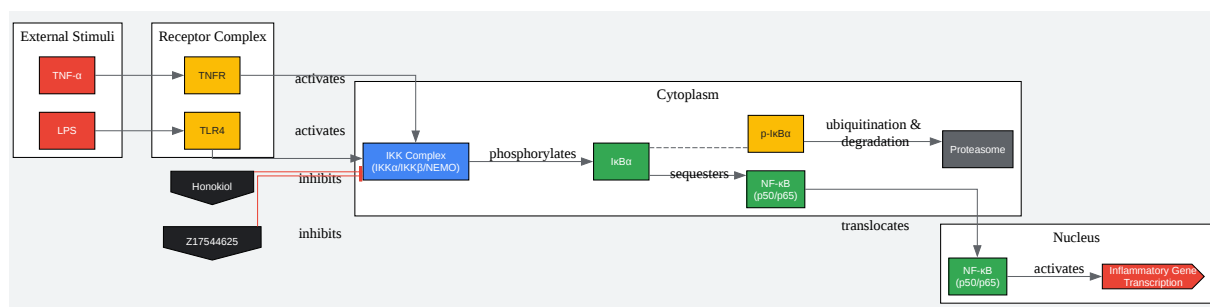 External Stimuli
Receptor Complex
TNF-α
TNFR
activates
Cytoplasm
LPS
TLR4
activates
p-IκBα
ubiquitination &
degradation
Proteasome
IKK Complex
(IKKα/IKKβ/NEMO)
phosphorylates
IκBα
sequesters
NF-κB
(p50/p65)
Honokiol
inhibits
Z17544625
inhibits
translocates
Nucleus
NF-κB
(p50/p65)
activates
Inflammatory Gene
Transcription